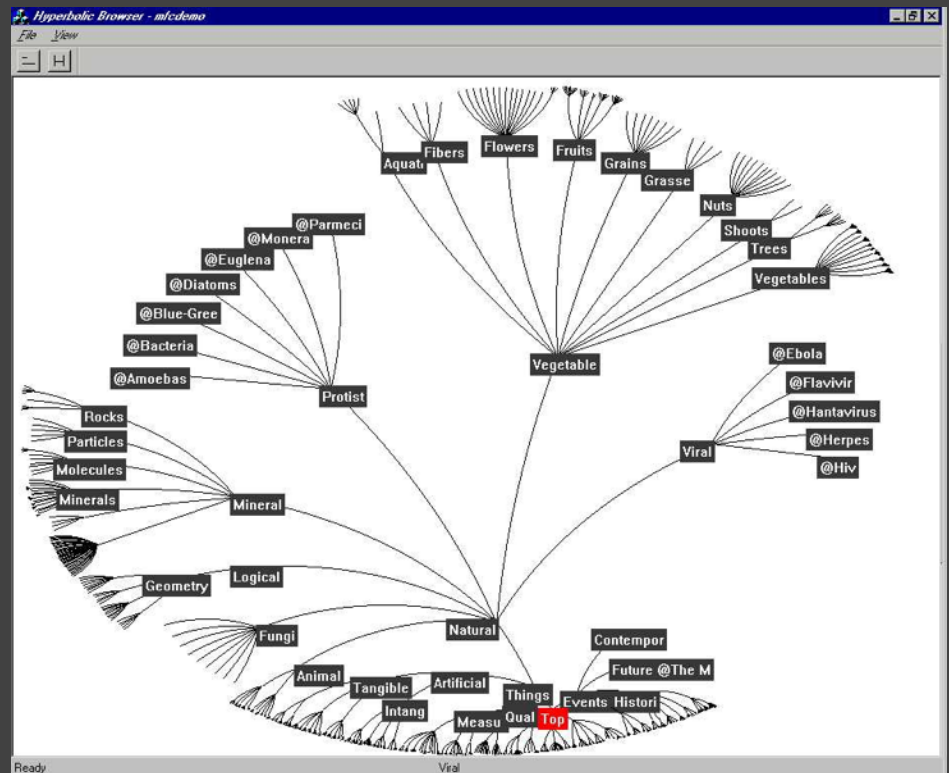 Hyperbolic Browser - mfcdemo
File View
Aquati
Fibers
Flowers
Fruits
Grains
Grasse
Nuts
Shoots
Trees
Vegetables
@Parmeci
@Monera
@Euglena
@Diatoms
@Blue-Gree
@Bacteria
@Amoebas
Protist
Vegetable
@Ebola
@Flavivir
@Hantavirus
@Herpes
@Hiv
Viral
Rocks
Particles
Molecules
Minerals
Mineral
Geometry
Logical
Fungi
Natural
Animal
Tangible
Artificial
Intang
Things
Measu
Qual
Top
Events
Histori
Contempor
Future @The M
Ready
Viral